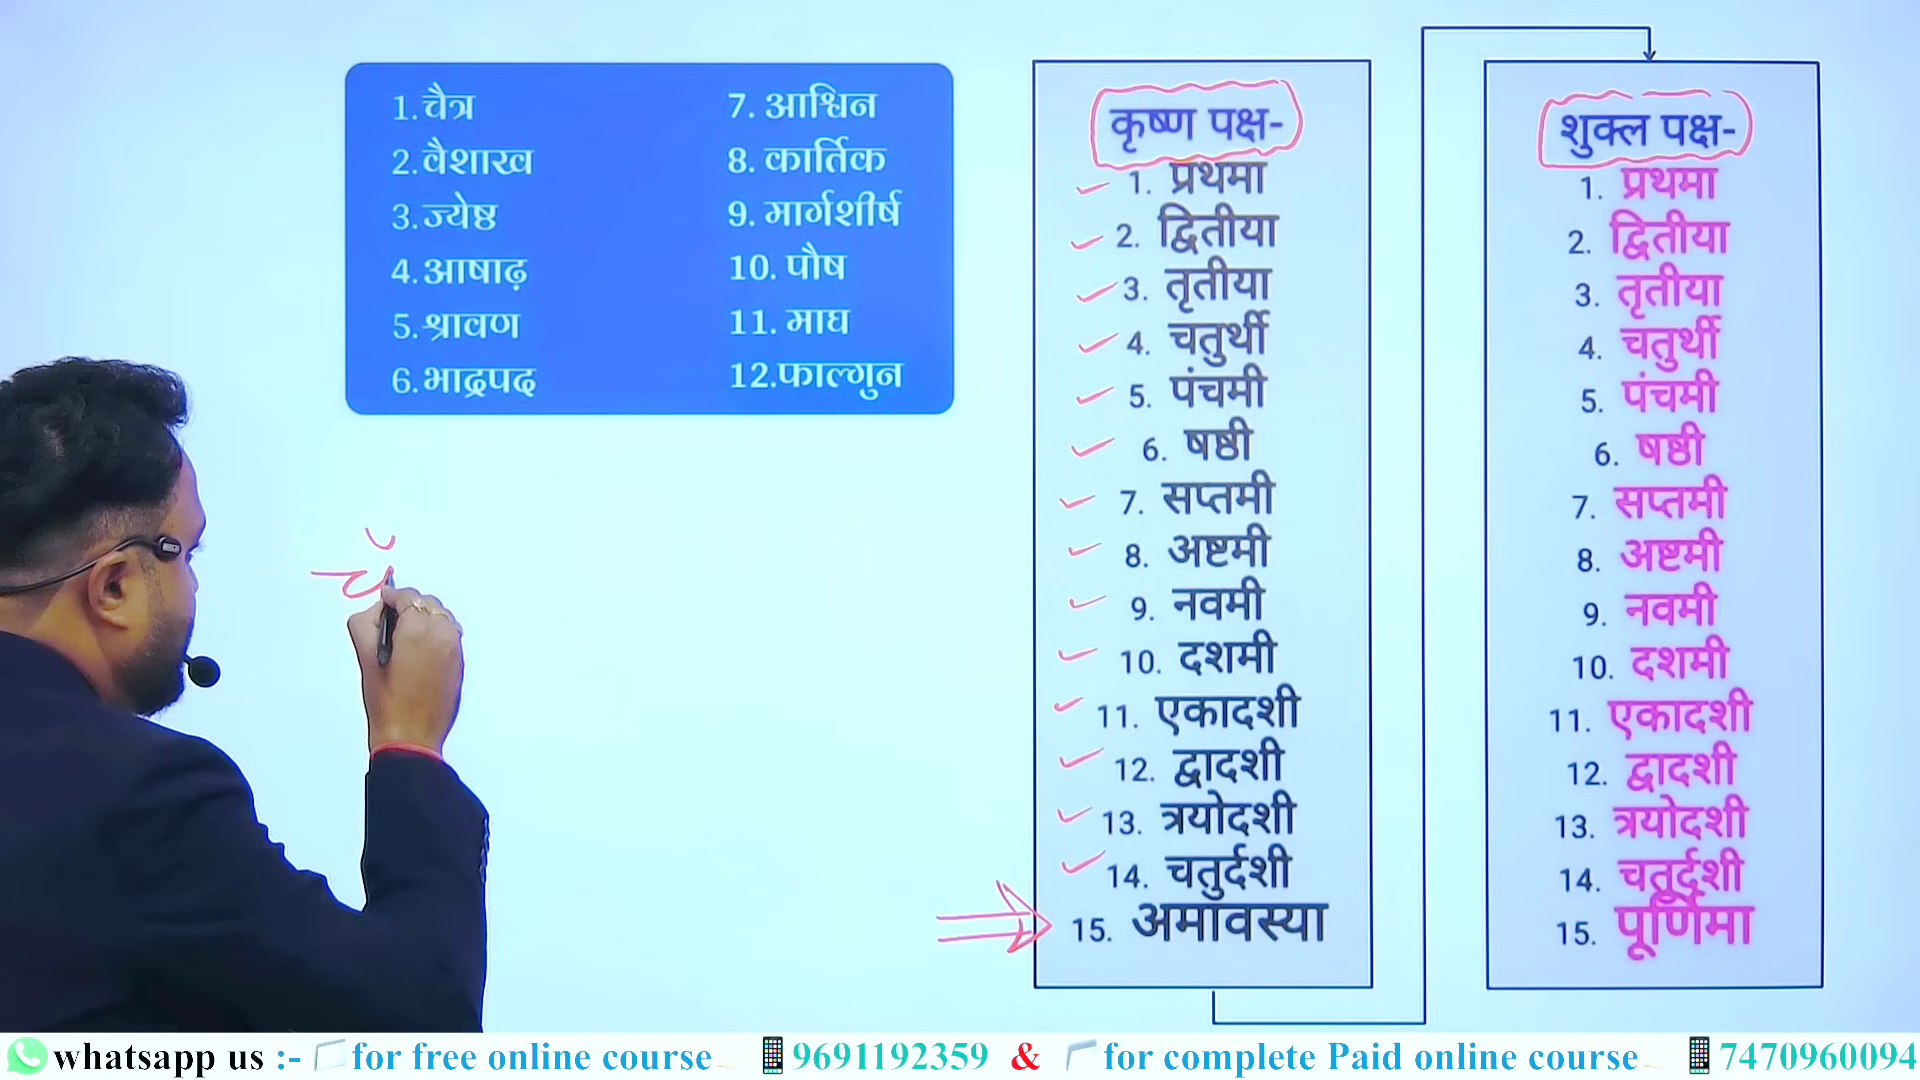 1. चैत्र
2. वैशाख
3. ज्येष्ठ
4. आषाढ़
5. श्रावण
6. भाद्रपद
7. आश्विन
8. कार्तिक
9. मार्गशीर्ष
10. पौष
11. माघ
12. फाल्गुन
कृष्ण पक्ष-
1. प्रथमा
2. द्वितीया
3. तृतीया
4. चतुर्थी
5. पंचमी
6. षष्ठी
7. सप्तमी
8. अष्टमी
9. नवमी
10. दशमी
11. एकादशी
12. द्वादशी
13. त्रयोदशी
14. चतुर्दशी
15. अमावस्या
शुक्ल पक्ष-
1. प्रथमा
2. द्वितीया
3. तृतीया
4. चतुर्थी
5. पंचमी
6. षष्ठी
7. सप्तमी
8. अष्टमी
9. नवमी
10. दशमी
11. एकादशी
12. द्वादशी
13. त्रयोदशी
14. चतुर्दशी
15. पूर्णिमा
whatsapp us :- for free online course 9691192359 & for complete Paid online course 7470960094